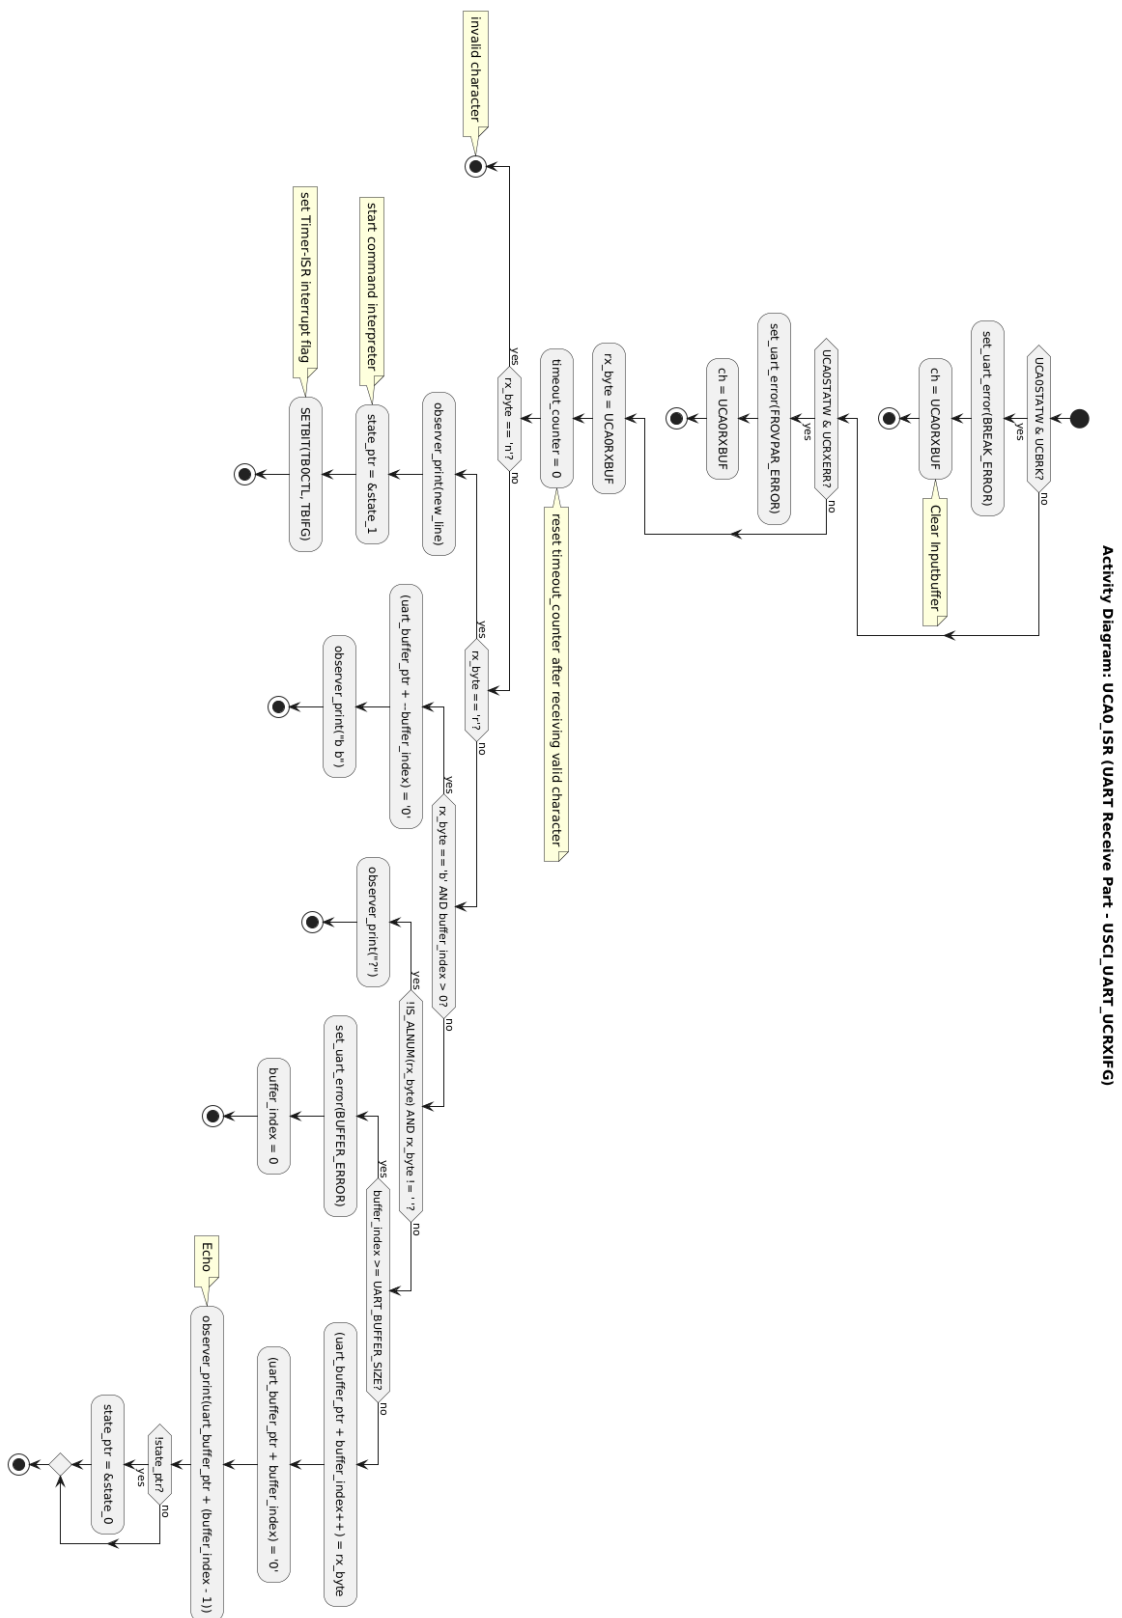 Activity Diagram: UCA0_ISR (UART Receive Part - USCI_UART_UCRXIFG)
UCA0STATW & UCBRK?
yes
no
set_uart_error(BREAK_ERROR)
ch = UCA0RXBUF
Clear Inputbuffer
UCA0STATW & UCRXERR?
yes
no
set_uart_error(FROVPAR_ERROR)
ch = UCA0RXBUF
rx_byte = UCA0RXBUF
timeout_counter = 0
reset timeout_counter after receiving valid character
yes
rx_byte == 'n'?
no
invalid character
yes
rx_byte == 'r'?
no
observer_print(new_line)
state_ptr = &state_1
start command interpreter
SETBIT(TB0CTL, TBIFG)
set Timer-ISR interrupt flag
yes
rx_byte == 'b' AND buffer_index > 0?
no
(uart_buffer_ptr + --buffer_index) = '0'
observer_print("b b")
yes
!IS_ALNUM(rx_byte) AND rx_byte != ' '?
no
observer_print("?")
yes
buffer_index >= UART_BUFFER_SIZE?
no
set_uart_error(BUFFER_ERROR)
buffer_index = 0
(uart_buffer_ptr + buffer_index++) = rx_byte
(uart_buffer_ptr + buffer_index) = '0'
observer_print(uart_buffer_ptr + (buffer_index - 1))
Echo
!state_ptr?
yes
no
state_ptr = &state_0